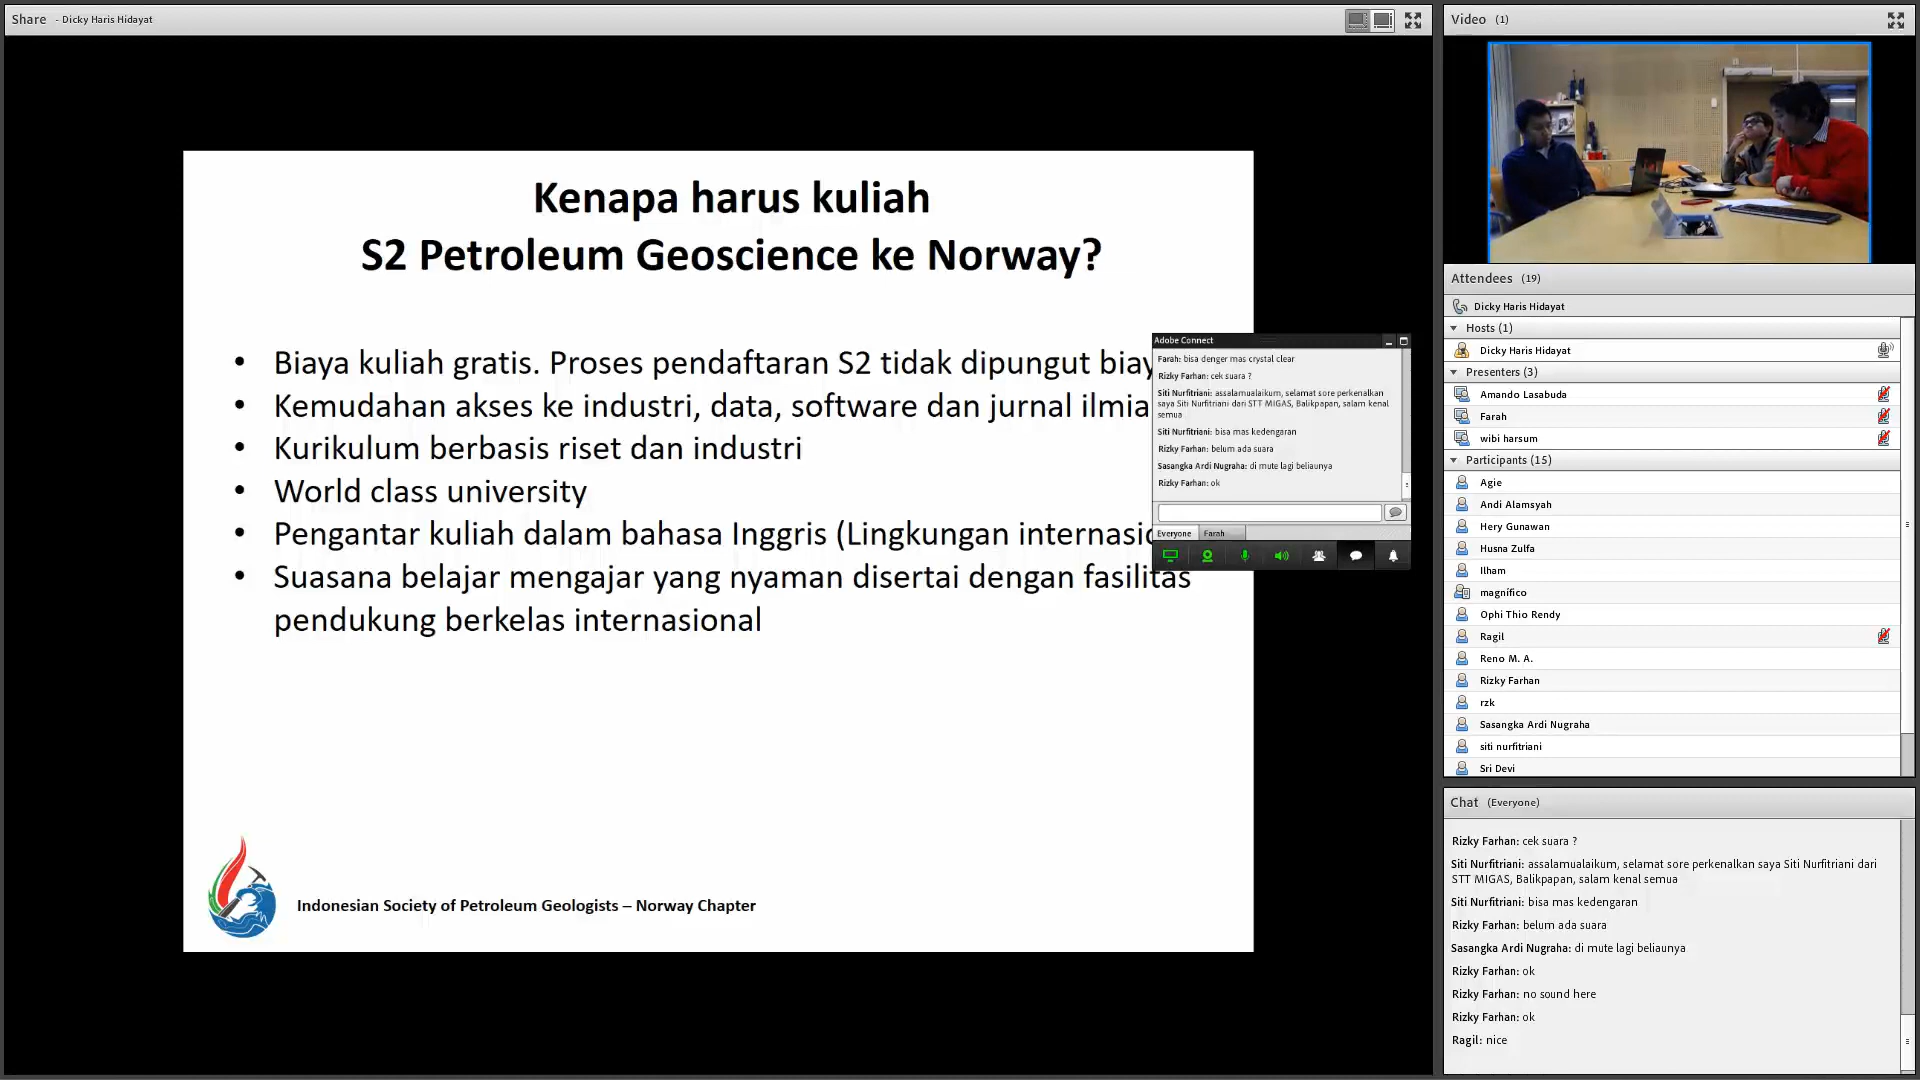 Share - Dicky Haris Hidayat
Kenapa harus kuliah
S2 Petroleum Geoscience ke Norway?
• Biaya kuliah gratis. Proses pendaftaran S2 tidak dipungut biay
• Kemudahan akses ke industri, data, software dan jurnal ilmia
• Kurikulum berbasis riset dan industri
• World class university
• Pengantar kuliah dalam bahasa Inggris (Lingkungan internasio
• Suasana belajar mengajar yang nyaman disertai dengan fasilitas
pendukung berkelas internasional
Indonesian Society of Petroleum Geologists – Norway Chapter
Adobe Connect
Farah: bisa denger mas crystal clear
Rizky Farhan: cek suara ?
Siti Nurfitriani: assalamualaikum, selamat sore perkenalkan
saya Siti Nurfitriani dari STT MIGAS, Balikpapan, salam kenal
semua
Siti Nurfitriani: bisa mas kedengaran
Rizky Farhan: belum ada suara
Sasangka Ardi Nugraha: di mute lagi beliaunya
Rizky Farhan: ok
Everyone Farah
Video (1)
Attendees (19)
Dicky Haris Hidayat
Hosts (1)
Dicky Haris Hidayat
Presenters (3)
Amando Lasabuda
Farah
wibi harsum
Participants (15)
Agie
Andi Alamsyah
Hery Gunawan
Husna Zulfa
Ilham
magnifico
Ophi Thio Rendy
Ragil
Reno M. A.
Rizky Farhan
rzk
Sasangka Ardi Nugraha
siti nurfitriani
Sri Devi
Chat (Everyone)
Rizky Farhan: cek suara ?
Siti Nurfitriani: assalamualaikum, selamat sore perkenalkan saya Siti Nurfitriani dari
STT MIGAS, Balikpapan, salam kenal semua
Siti Nurfitriani: bisa mas kedengaran
Rizky Farhan: belum ada suara
Sasangka Ardi Nugraha: di mute lagi beliaunya
Rizky Farhan: ok
Rizky Farhan: no sound here
Rizky Farhan: ok
Ragil: nice